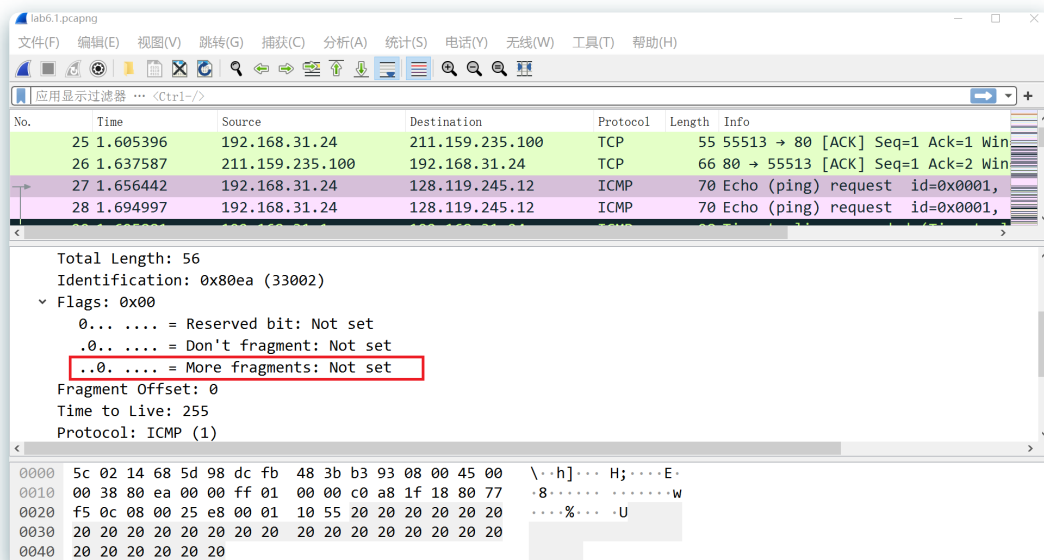 lab6.1.pcapng
文件(F) 编辑(E) 视图(V) 跳转(G) 捕获(C) 分析(A) 统计(S) 电话(Y) 无线(W) 工具(T) 帮助(H)
应用显示过滤器 … <Ctrl-/>
No. Time Source Destination Protocol Length Info
25 1.605396 192.168.31.24 211.159.235.100 TCP 55 55513 → 80 [ACK] Seq=1 Ack=1 Win
26 1.637587 211.159.235.100 192.168.31.24 TCP 66 80 → 55513 [ACK] Seq=1 Ack=2 Win
27 1.656442 192.168.31.24 128.119.245.12 ICMP 70 Echo (ping) request id=0x0001,
28 1.694997 192.168.31.24 128.119.245.12 ICMP 70 Echo (ping) request id=0x0001,
Total Length: 56
Identification: 0x80ea (33002)
Flags: 0x00
0... .... = Reserved bit: Not set
.0.. .... = Don't fragment: Not set
..0. .... = More fragments: Not set
Fragment Offset: 0
Time to Live: 255
Protocol: ICMP (1)
0000 5c 02 14 68 5d 98 dc fb 48 3b b3 93 08 00 45 00 \··h]··· H;····E·
0010 00 38 80 ea 00 00 ff 01 00 00 c0 a8 1f 18 80 77 ·8······ ·······w
0020 f5 0c 08 00 25 e8 00 01 10 55 20 20 20 20 20 20 ····%··· ·U
0030 20 20 20 20 20 20 20 20 20 20 20 20 20 20 20 20
0040 20 20 20 20 20 20